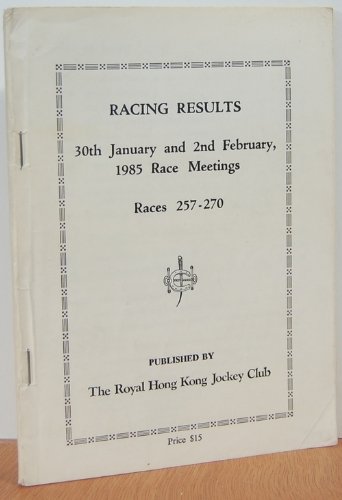 RACING RESULTS
30th January and 2nd February,
1985 Race Meetings
Races 257-270
PUBLISHED BY
The Royal Hong Kong Jockey Club
Price $15